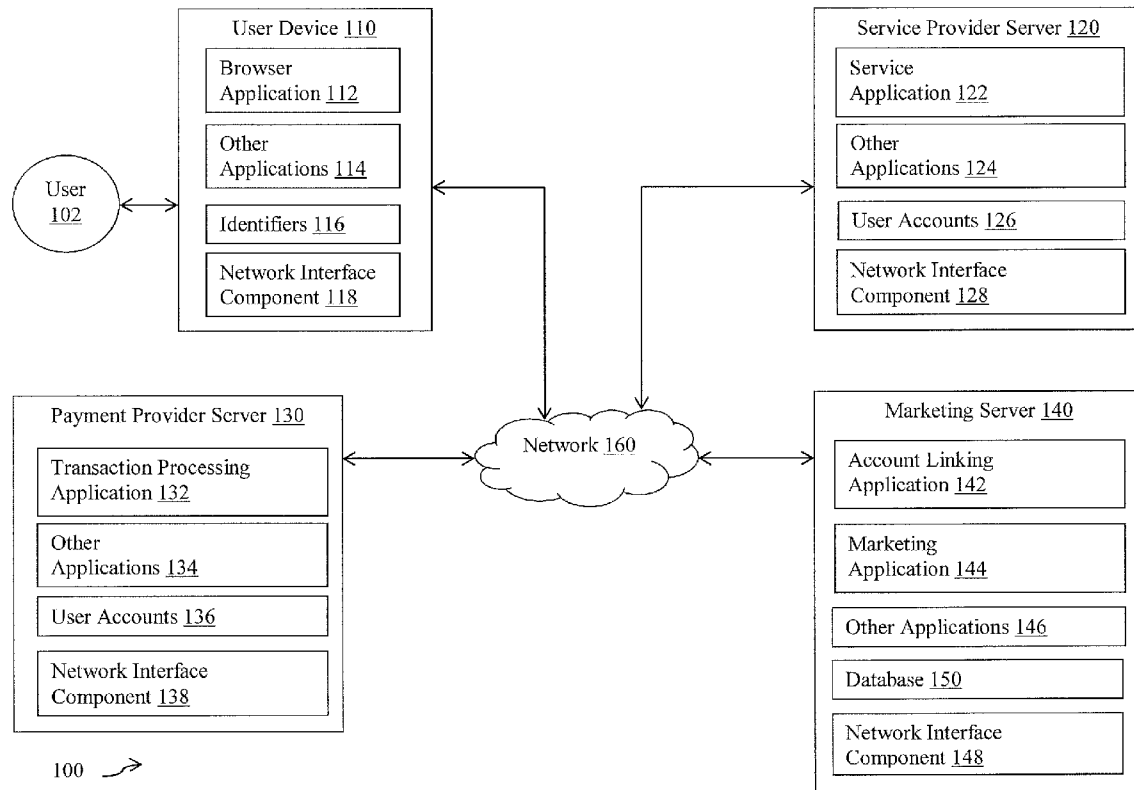 User Device 110
Browser
Application 112
Other
Applications 114
Identifiers 116
Network Interface
Component 118
User
102
Service Provider Server 120
Service
Application 122
Other
Applications 124
User Accounts 126
Network Interface
Component 128
Payment Provider Server 130
Transaction Processing
Application 132
Other
Applications 134
User Accounts 136
Network Interface
Component 138
Network 160
Marketing Server 140
Account Linking
Application 142
Marketing
Application 144
Other Applications 146
Database 150
Network Interface
Component 148
100